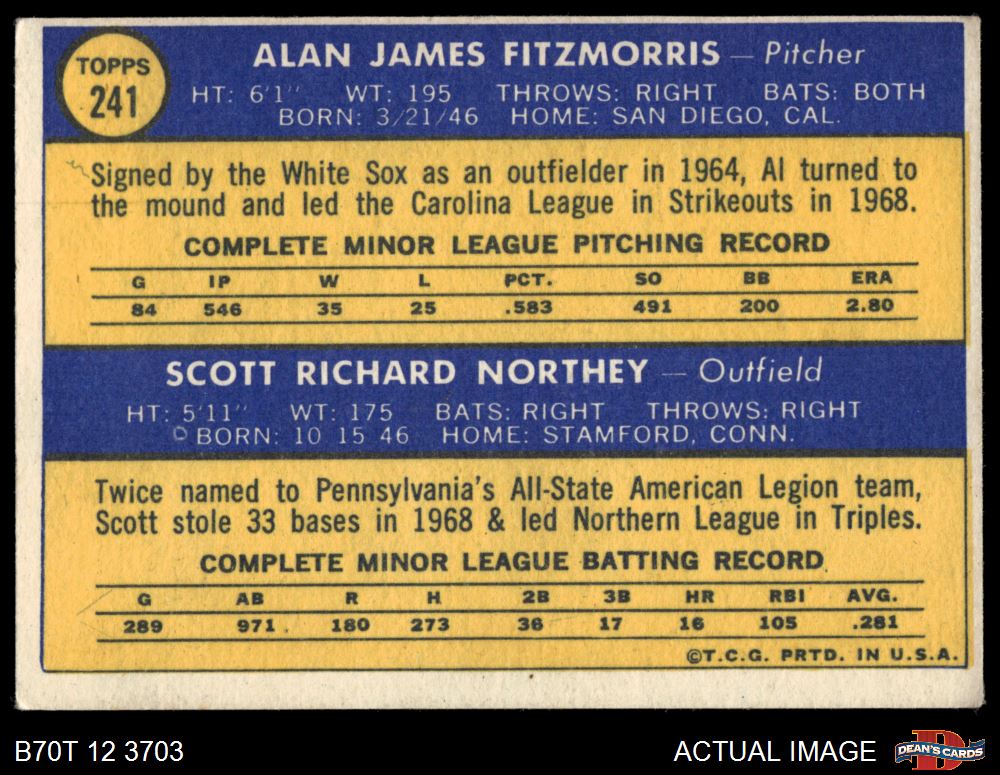 TOPPS
241
ALAN JAMES FITZMORRIS — Pitcher
HT: 6'1" WT: 195 THROWS: RIGHT BATS: BOTH
BORN: 3/21/46 HOME: SAN DIEGO, CAL.
Signed by the White Sox as an outfielder in 1964, Al turned to
the mound and led the Carolina League in Strikeouts in 1968.
COMPLETE MINOR LEAGUE PITCHING RECORD
G IP W L PCT. SO BB ERA
84 546 35 25 .583 491 200 2.80
SCOTT RICHARD NORTHEY — Outfield
HT: 5'11" WT: 175 BATS: RIGHT THROWS: RIGHT
BORN: 10 15 46 HOME: STAMFORD, CONN.
Twice named to Pennsylvania's All-State American Legion team,
Scott stole 33 bases in 1968 & led Northern League in Triples.
COMPLETE MINOR LEAGUE BATTING RECORD
G AB R H 2B 3B HR RBI AVG.
289 971 180 273 36 17 16 105 .281
©T.C.G. PRTD. IN U.S.A.
B70T 12 3703
ACTUAL IMAGE
DEAN'S CARDS